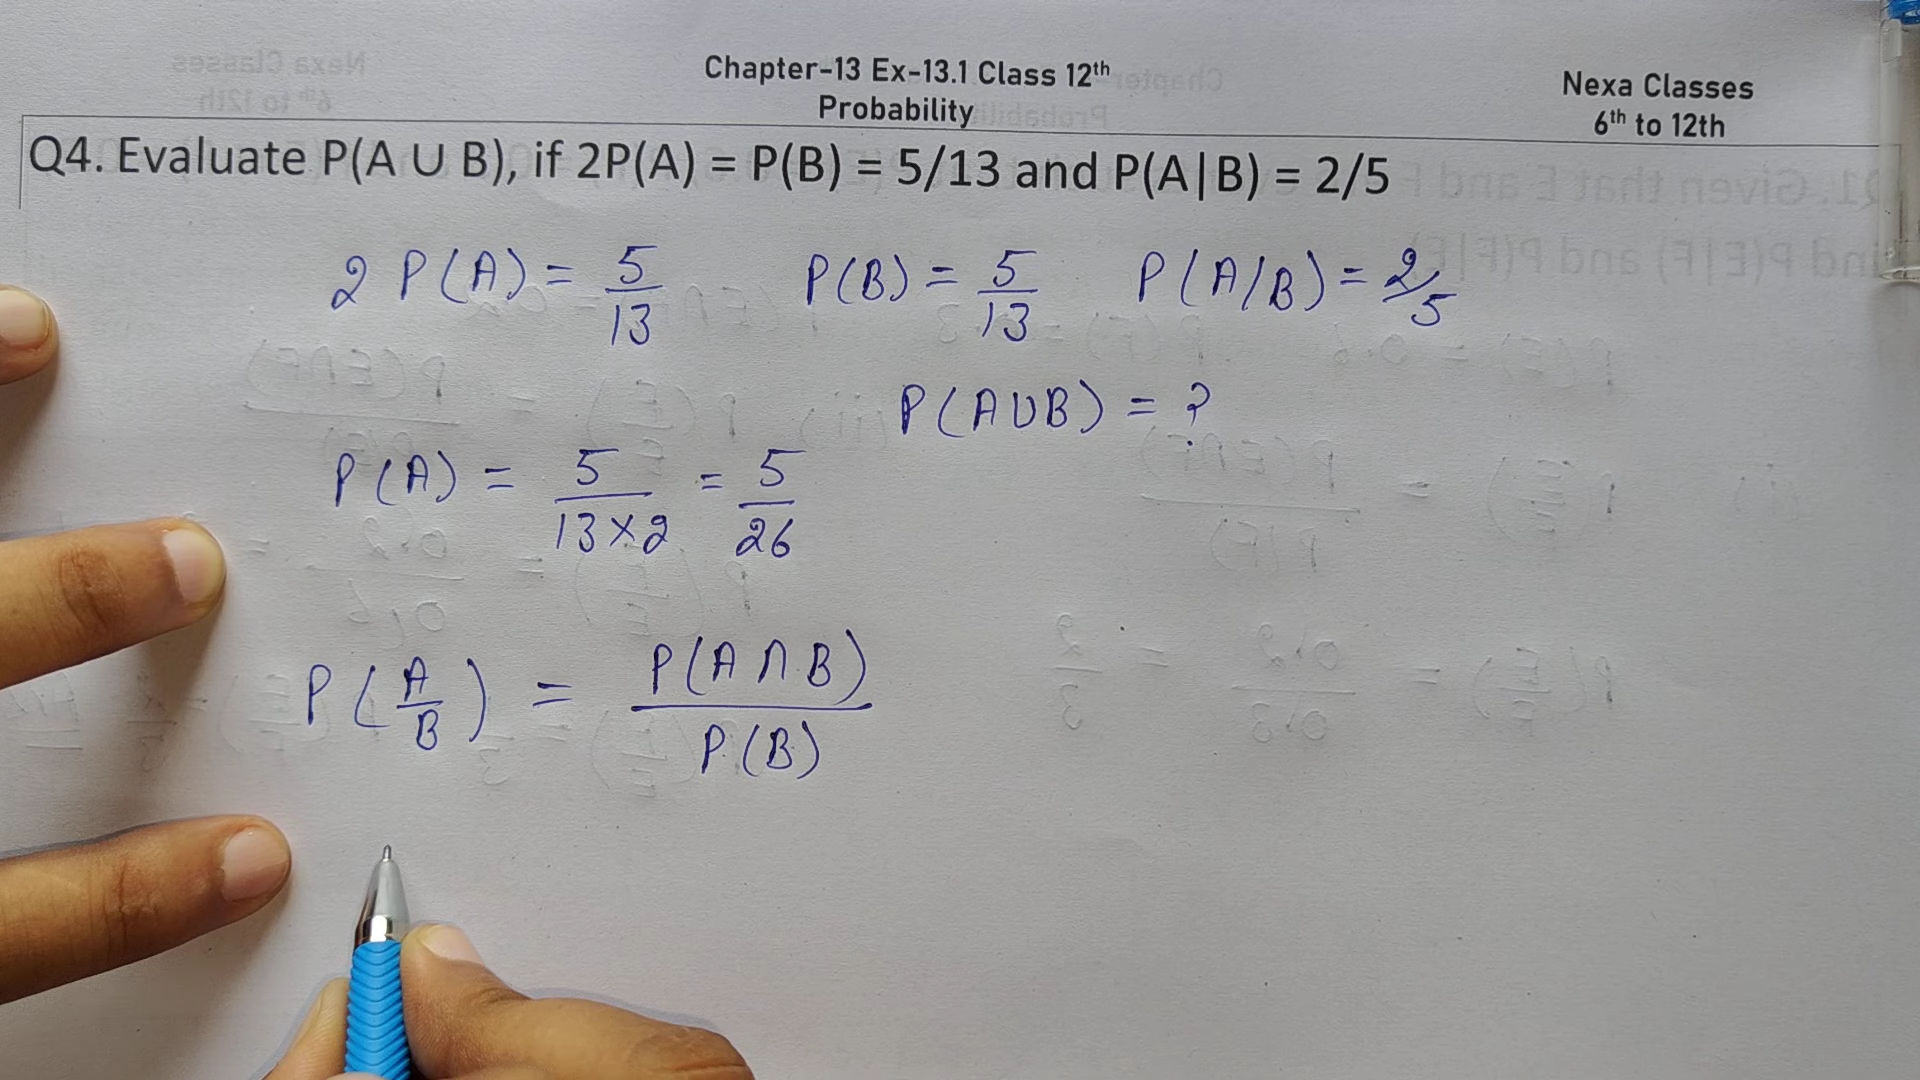 Chapter-13 Ex-13.1 Class 12th
Probability
Nexa Classes
6th to 12th
Q4. Evaluate P(A ∪ B), if 2P(A) = P(B) = 5/13 and P(A|B) = 2/5
2 P(A) = 5/13 P(B) = 5/13 P(A/B) = 2/5
P(A∪B) = ?
P(A) = 5/13×2 = 5/26
P(A/B) = P(A∩B)/P(B)